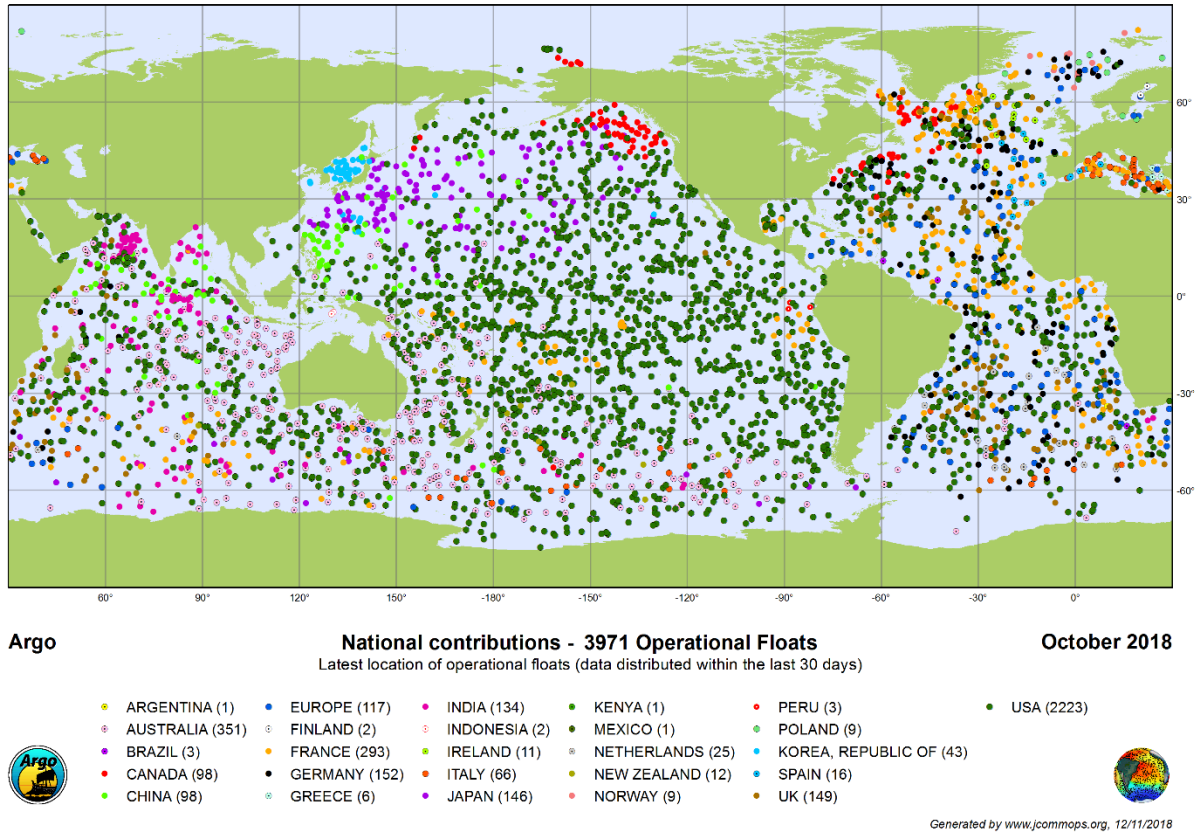 60°
30°
0°
-30°
-60°
60° 90° 120° 150° -180° -150° -120° -90° -60° -30° 0°
Argo National contributions - 3971 Operational Floats October 2018
Latest location of operational floats (data distributed within the last 30 days)
ARGENTINA (1) EUROPE (117) INDIA (134) KENYA (1) PERU (3) USA (2223)
AUSTRALIA (351) FINLAND (2) INDONESIA (2) MEXICO (1) POLAND (9)
BRAZIL (3) FRANCE (293) IRELAND (11) NETHERLANDS (25) KOREA, REPUBLIC OF (43)
CANADA (98) GERMANY (152) ITALY (66) NEW ZEALAND (12) SPAIN (16)
CHINA (98) GREECE (6) JAPAN (146) NORWAY (9) UK (149)
Argo
Generated by www.jcommops.org, 12/11/2018